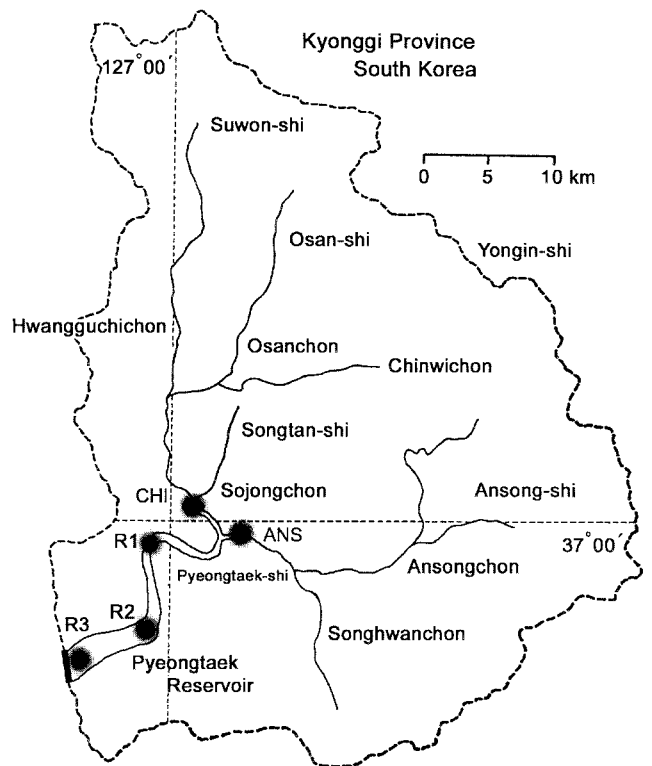 Kyonggi Province
South Korea
127°00′
Suwon-shi
0 5 10 km
Osan-shi
Yongin-shi
Hwangguchichon
Osanchon
Chinwichon
Songtan-shi
CHI
Sojongchon
Ansong-shi
R1
ANS
37°00′
Pyeongtaek-shi
Ansongchon
R2
R3
Songhwanchon
Pyeongtaek
Reservoir